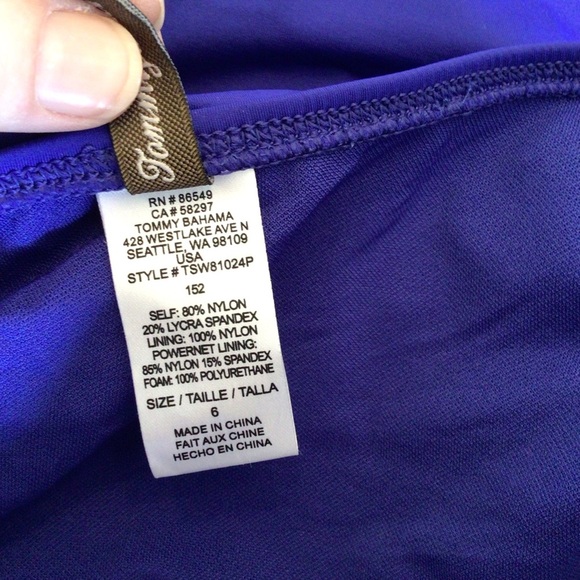 Tommy
RN # 86549
CA # 58297
TOMMY BAHAMA
428 WESTLAKE AVE N
SEATTLE, WA 98109
USA
STYLE # TSW81024P
152
SELF: 80% NYLON
20% LYCRA SPANDEX
LINING: 100% NYLON
POWERNET LINING:
85% NYLON 15% SPANDEX
FOAM: 100% POLYURETHANE
SIZE / TAILLE / TALLA
6
MADE IN CHINA
FAIT AUX CHINE
HECHO EN CHINA